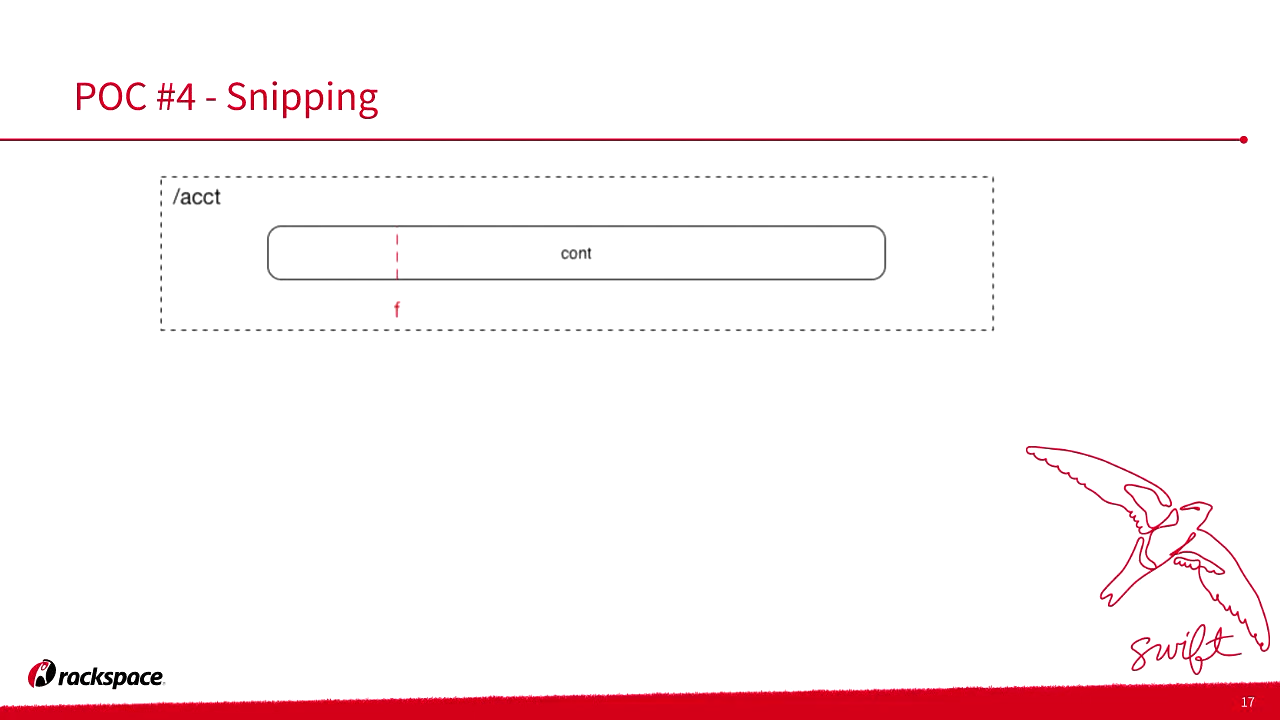 POC #4 - Snipping
/acct
cont
f
swift
rackspace
17